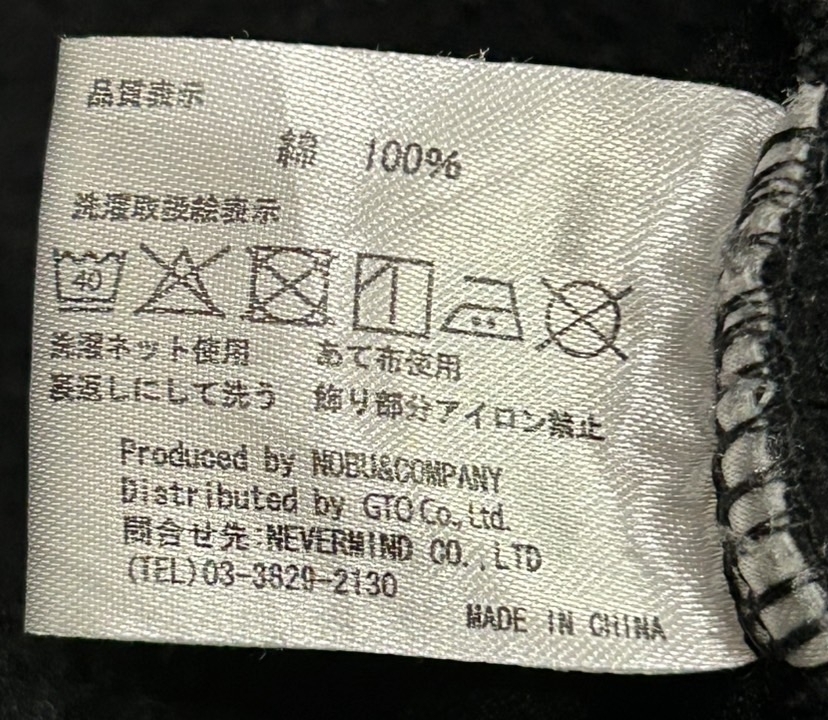 品質表示
綿 100%
洗濯取扱絵表示
40
洗濯ネット使用 あて布使用
裏返しにして洗う 飾り部分アイロン禁止
Produced by NOBU&COMPANY
Distributed by GTO Co.,Ltd.
問合せ先:NEVERMIND CO.,LTD
(TEL)03-3829-2130
MADE IN CHINA